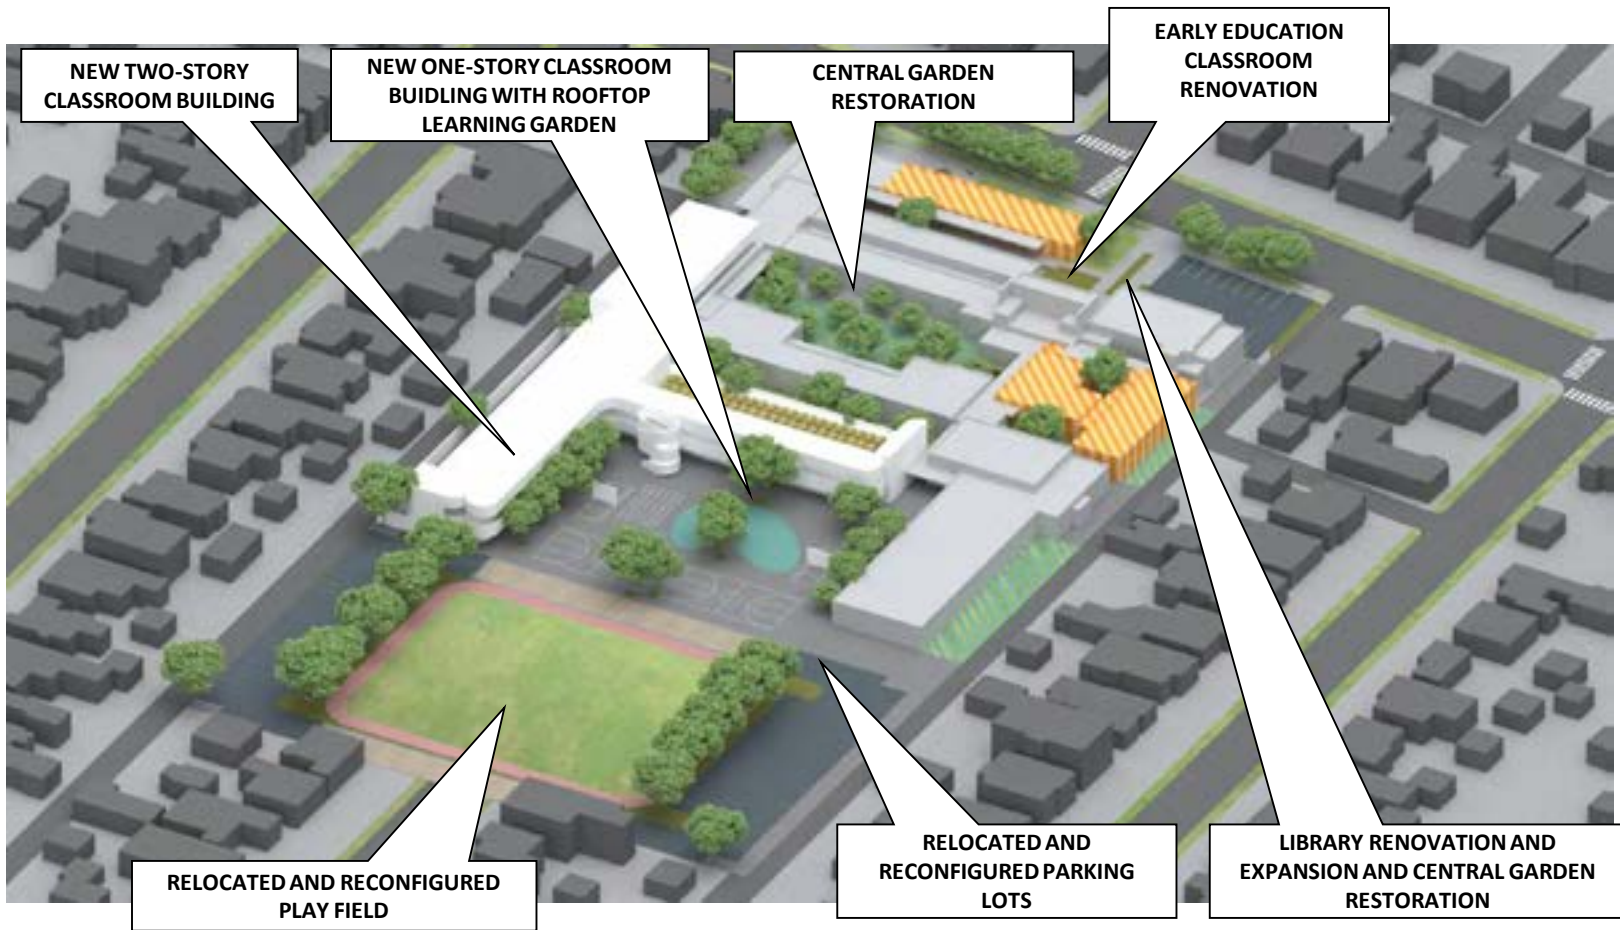 NEW TWO-STORY
CLASSROOM BUILDING
NEW ONE-STORY CLASSROOM
BUIDLING WITH ROOFTOP
LEARNING GARDEN
CENTRAL GARDEN
RESTORATION
EARLY EDUCATION
CLASSROOM
RENOVATION
RELOCATED AND RECONFIGURED
PLAY FIELD
RELOCATED AND
RECONFIGURED PARKING
LOTS
LIBRARY RENOVATION AND
EXPANSION AND CENTRAL GARDEN
RESTORATION